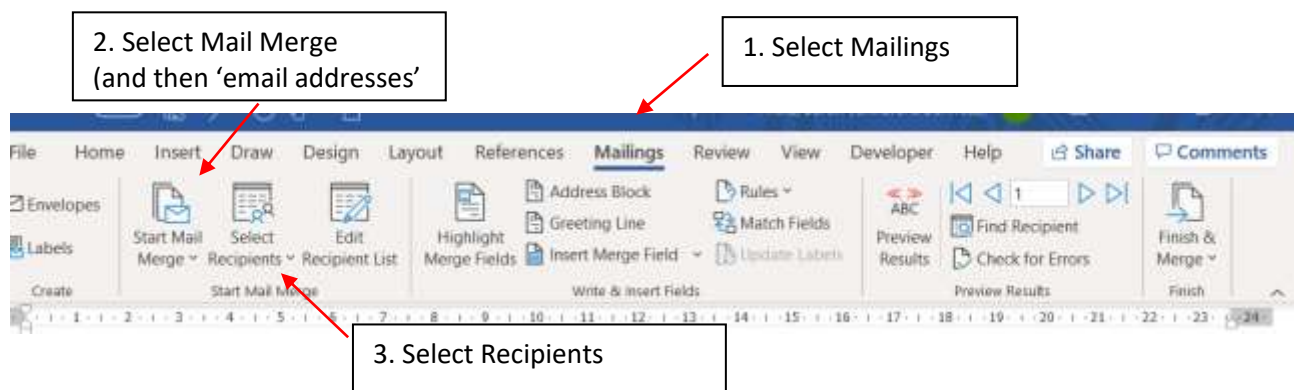 2. Select Mail Merge
(and then ‘email addresses’
1. Select Mailings
File Home Insert Draw Design Layout References Mailings Review View Developer Help Share Comments
Envelopes
Labels
Create
Start Mail
Merge
Select
Recipients
Edit
Recipient List
Start Mail Merge
Highlight
Merge Fields
Address Block
Greeting Line
Insert Merge Field
Rules
Match Fields
Update Labels
Write & Insert Fields
ABC
Preview
Results
1
Find Recipient
Check for Errors
Preview Results
Finish &
Merge
Finish
1 2 3 4 5 6 7 8 9 10 11 12 13 14 15 16 17 18 19 20 21 22 23 24
3. Select Recipients